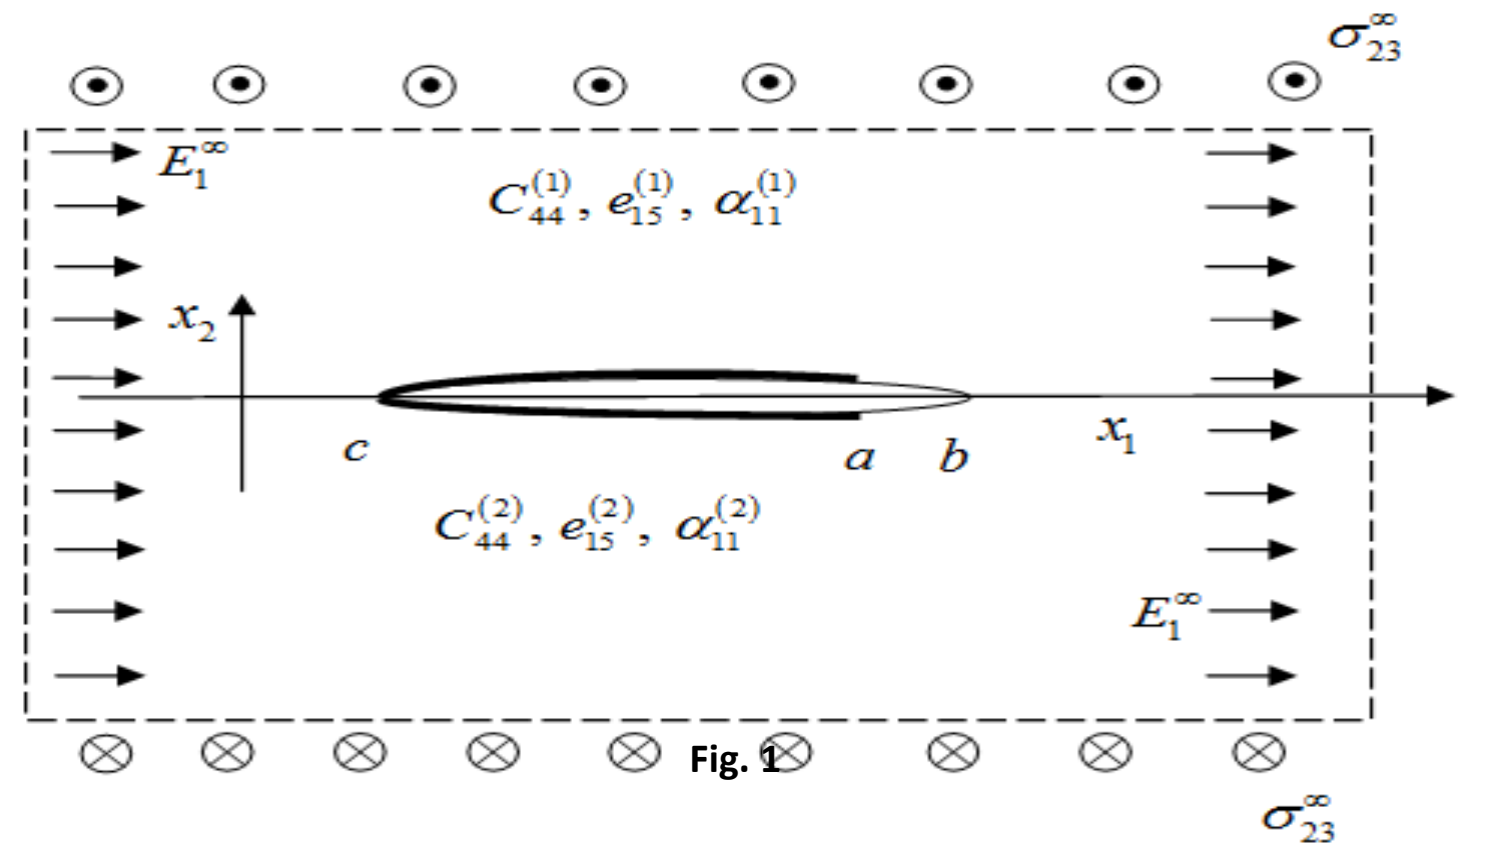 σ₂₃^∞
E₁^∞
C₄₄^(1), e₁₅^(1), α₁₁^(1)
x₂
c
a
b
x₁
C₄₄^(2), e₁₅^(2), α₁₁^(2)
E₁^∞
Fig. 1
σ₂₃^∞